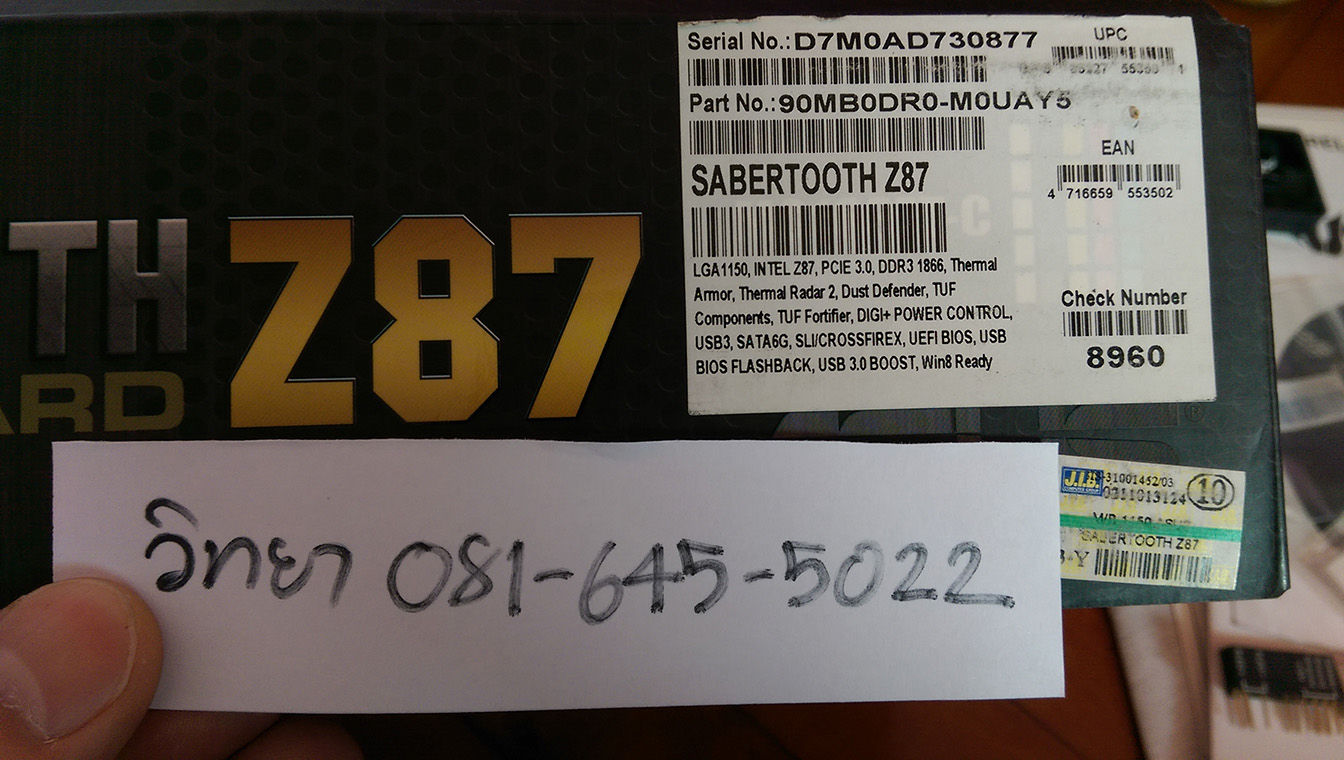 TH Z87
ARD
Serial No.:D7M0AD730877
UPC
Part No.:90MB0DR0-M0UAY5
EAN
SABERTOOTH Z87
4 716659 553502
LGA1150, INTEL Z87, PCIE 3.0, DDR3 1866, Thermal
Armor, Thermal Radar 2, Dust Defender, TUF
Components, TUF Fortifier, DIGI+ POWER CONTROL,
USB3, SATA6G, SLI/CROSSFIREX, UEFI BIOS, USB
BIOS FLASHBACK, USB 3.0 BOOST, Win8 Ready
Check Number
8960
วิทยา 081-645-5022
J.I.B.
-31001462/03
0311013124
10
SABERTOOTH Z87
-Y